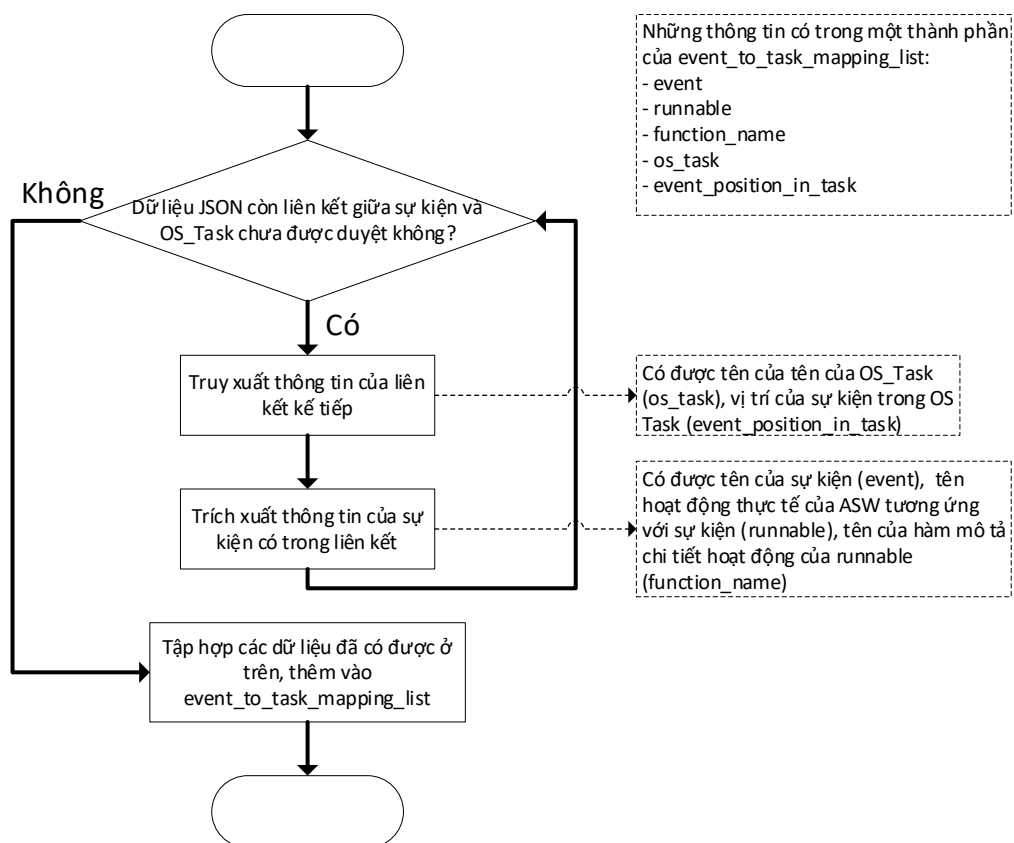 Những thông tin có trong một thành phần
của event_to_task_mapping_list:
- event
- runnable
- function_name
- os_task
- event_position_in_task
Không
Dữ liệu JSON còn liên kết giữa sự kiện và
OS_Task chưa được duyệt không?
Có
Truy xuất thông tin của liên
kết kế tiếp
Có được tên của tên của OS_Task
(os_task), vị trí của sự kiện trong OS
Task (event_position_in_task)
Trích xuất thông tin của sự
kiện có trong liên kết
Có được tên của sự kiện (event), tên
hoạt động thực tế của ASW tương ứng
với sự kiện (runnable), tên của hàm mô tả
chi tiết hoạt động của runnable
(function_name)
Tập hợp các dữ liệu đã có được ở
trên, thêm vào
event_to_task_mapping_list